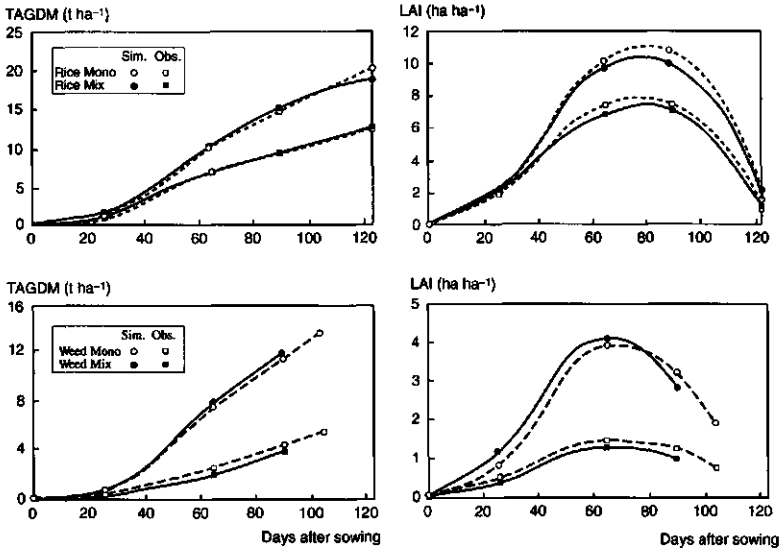 TAGDM (t ha⁻¹)
25
20
15
10
5
0
0 20 40 60 80 100 120
Sim. Obs.
Rice Mono
Rice Mix
LAI (ha ha⁻¹)
12
10
8
6
4
2
0
0 20 40 60 80 100 120
TAGDM (t ha⁻¹)
16
12
8
4
0
0 20 40 60 80 100 120
Days after sowing
Sim. Obs.
Weed Mono
Weed Mix
LAI (ha ha⁻¹)
5
4
3
2
1
0
0 20 40 60 80 100 120
Days after sowing